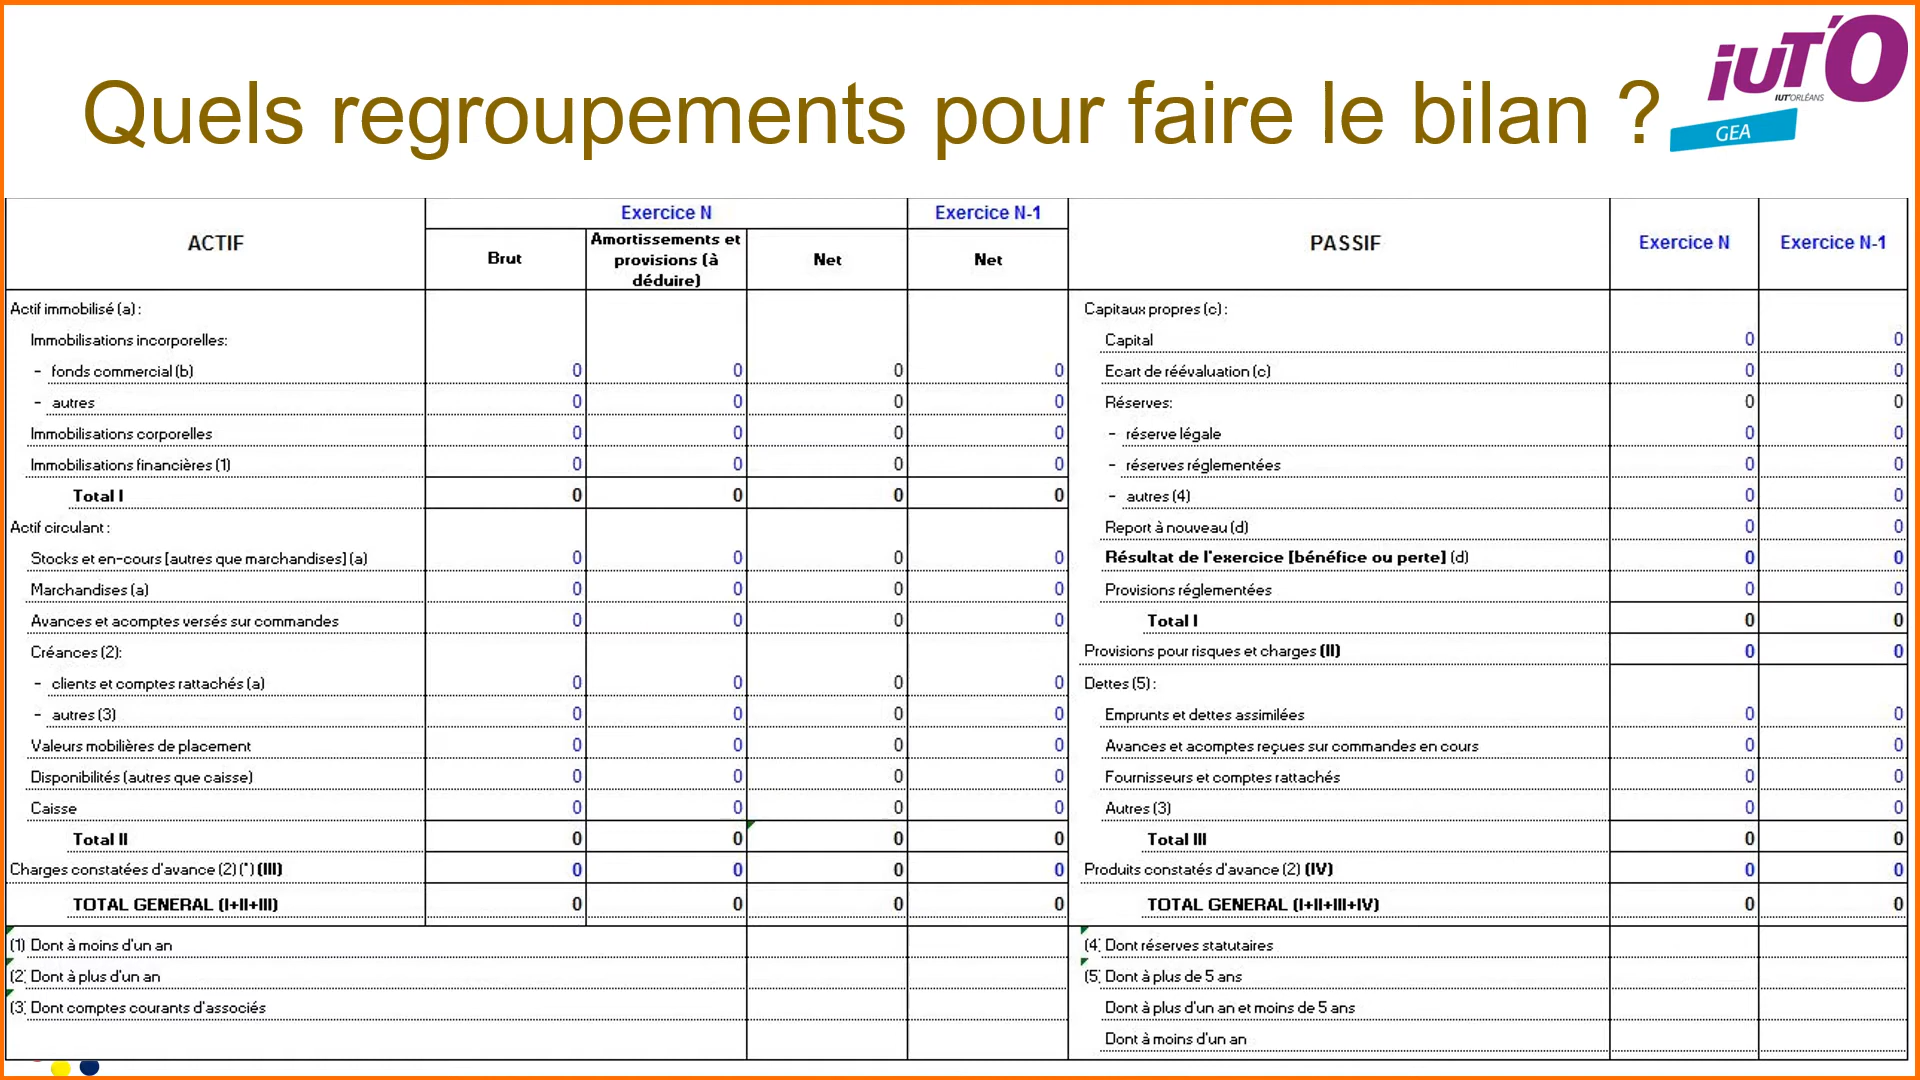 Quels regroupements pour faire le bilan ?
iUT'O
IUT'ORLÉANS
GEA
ACTIF
Exercice N
Exercice N-1
Brut
Amortissements et
provisions (à
déduire)
Net
Net
Actif immobilisé (a) :
Immobilisations incorporelles:
- fonds commercial (b) 0 0 0 0
- autres 0 0 0 0
Immobilisations corporelles 0 0 0 0
Immobilisations financières (1) 0 0 0 0
Total I 0 0 0 0
Actif circulant :
Stocks et en-cours [autres que marchandises] (a) 0 0 0 0
Marchandises (a) 0 0 0 0
Avances et acomptes versés sur commandes 0 0 0 0
Créances (2):
- clients et comptes rattachés (a) 0 0 0 0
- autres (3) 0 0 0 0
Valeurs mobilières de placement 0 0 0 0
Disponibilités (autres que caisse) 0 0 0 0
Caisse 0 0 0 0
Total II 0 0 0 0
Charges constatées d'avance (2) (*) (III) 0 0 0 0
TOTAL GENERAL (I+II+III) 0 0 0 0
(1) Dont à moins d'un an
(2) Dont à plus d'un an
(3) Dont comptes courants d'associés
PASSIF
Exercice N
Exercice N-1
Capitaux propres (c) :
Capital 0 0
Ecart de réévaluation (c) 0 0
Réserves: 0 0
- réserve légale 0 0
- réserves réglementées 0 0
- autres (4) 0 0
Report à nouveau (d) 0 0
Résultat de l'exercice [bénéfice ou perte] (d) 0 0
Provisions réglementées 0 0
Total I 0 0
Provisions pour risques et charges (II) 0 0
Dettes (5) :
Emprunts et dettes assimilées 0 0
Avances et acomptes reçues sur commandes en cours 0 0
Fournisseurs et comptes rattachés 0 0
Autres (3) 0 0
Total III 0 0
Produits constatés d'avance (2) (IV) 0 0
TOTAL GENERAL (I+II+III+IV) 0 0
(4) Dont réserves statutaires
(5) Dont à plus de 5 ans
Dont à plus d'un an et moins de 5 ans
Dont à moins d'un an